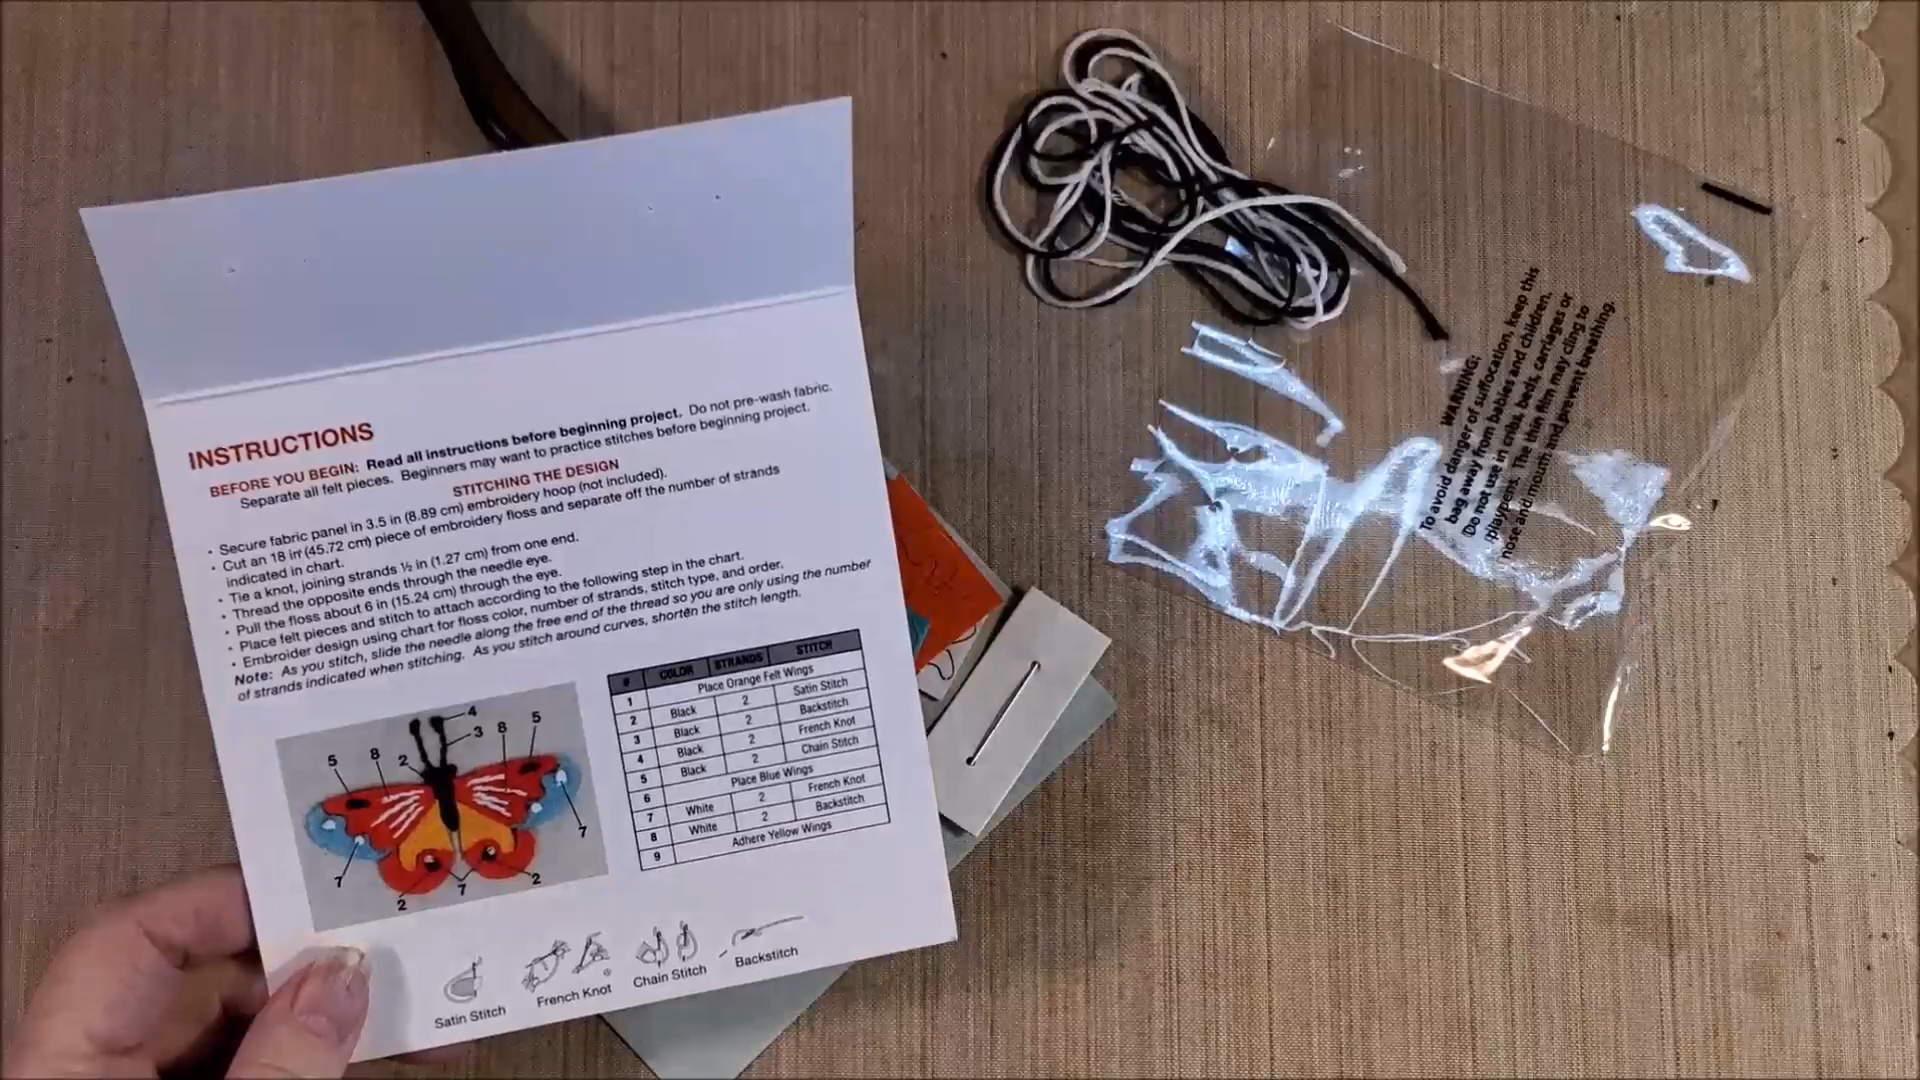 INSTRUCTIONS
BEFORE YOU BEGIN: Read all instructions before beginning project. Do not pre-wash fabric.
Separate all felt pieces. Beginners may want to practice stitches before beginning project.
STITCHING THE DESIGN
• Secure fabric panel in 3.5 in (8.89 cm) embroidery hoop (not included).
• Cut an 18 in (45.72 cm) piece of embroidery floss and separate off the number of strands
indicated in chart.
• Tie a knot, joining strands ½ in (1.27 cm) from one end.
• Thread the opposite ends through the needle eye.
• Pull the floss about 6 in (15.24 cm) through the eye.
• Place felt pieces and stitch to attach according to the following step in the chart.
• Embroider design using chart for floss color, number of strands, stitch type, and order.
Note: As you stitch, slide the needle along the free end of the thread so you are only using the number
of strands indicated when stitching. As you stitch around curves, shorten the stitch length.
# COLOR STRANDS STITCH
1 Place Orange Felt Wings
2 Black 2 Satin Stitch
3 Black 2 Backstitch
4 Black 2 French Knot
5 Black 2 Chain Stitch
6 Place Blue Wings
7 White 2 French Knot
8 White 2 Backstitch
9 Adhere Yellow Wings
4
3
5
8
2
8
5
7
7
2
7
2
Satin Stitch
French Knot
Chain Stitch
Backstitch
WARNING:
To avoid danger of suffocation, keep this
bag away from babies and children.
Do not use in cribs, beds, carriages or
playpens. The thin film may cling to
nose and mouth and prevent breathing.